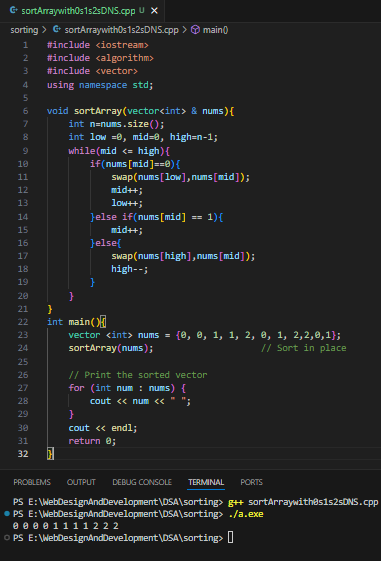 sortArraywith0s1s2sDNS.cpp U ×
sorting > sortArraywith0s1s2sDNS.cpp > main()
1 #include <iostream>
2 #include <algorithm>
3 #include <vector>
4 using namespace std;
5
6 void sortArray(vector<int> & nums){
7 int n=nums.size();
8 int low =0, mid=0, high=n-1;
9 while(mid <= high){
10 if(nums[mid]==0){
11 swap(nums[low],nums[mid]);
12 mid++;
13 low++;
14 }else if(nums[mid] == 1){
15 mid++;
16 }else{
17 swap(nums[high],nums[mid]);
18 high--;
19 }
20 }
21 }
22 int main(){
23 vector <int> nums = {0, 0, 1, 1, 2, 0, 1, 2,2,0,1};
24 sortArray(nums); // Sort in place
25
26 // Print the sorted vector
27 for (int num : nums) {
28 cout << num << " ";
29 }
30 cout << endl;
31 return 0;
32 }
PROBLEMS OUTPUT DEBUG CONSOLE TERMINAL PORTS
PS E:\WebDesignAndDevelopment\DSA\sorting> g++ sortArraywith0s1s2sDNS.cpp
PS E:\WebDesignAndDevelopment\DSA\sorting> ./a.exe
0 0 0 0 1 1 1 1 2 2 2
PS E:\WebDesignAndDevelopment\DSA\sorting>